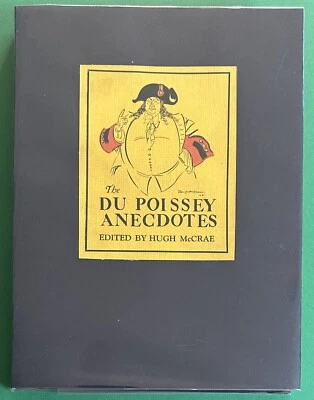 The
DU POISSEY
ANECDOTES
EDITED BY HUGH McCRAE